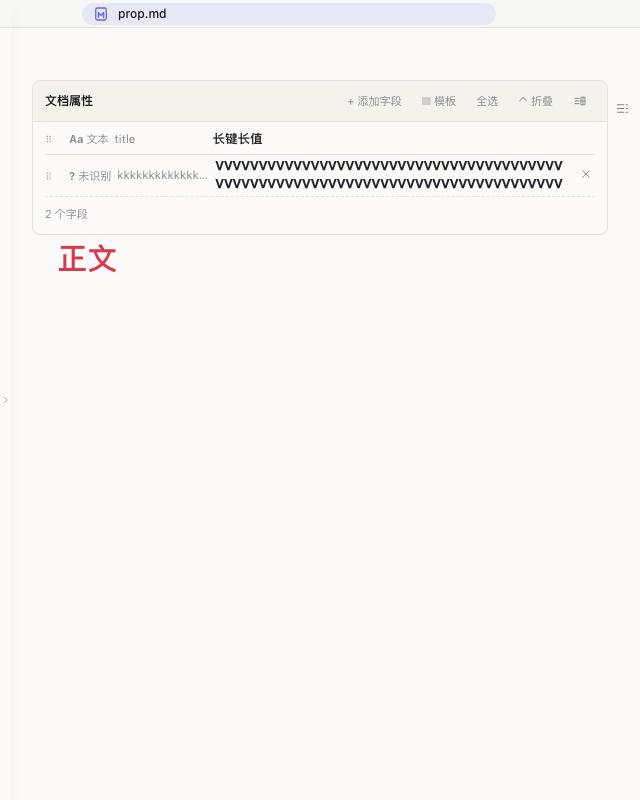 prop.md
文档属性
+ 添加字段 模板 全选 折叠
Aa 文本 title 长键长值
? 未识别 kkkkkkkkkkkkk... vvvvvvvvvvvvvvvvvvvvvvvvvvvvvvvvvvvvvvvv
vvvvvvvvvvvvvvvvvvvvvvvvvvvvvvvvvvvvvvvv
2 个字段
正文